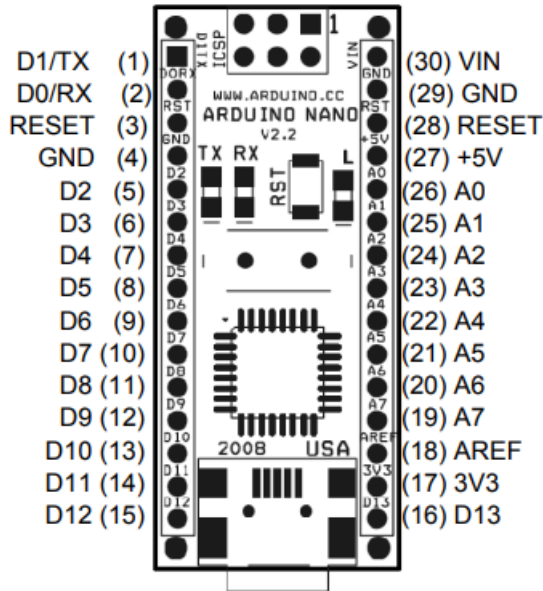 D1/TX (1)
D0/RX (2)
RESET (3)
GND (4)
D2 (5)
D3 (6)
D4 (7)
D5 (8)
D6 (9)
D7 (10)
D8 (11)
D9 (12)
D10 (13)
D11 (14)
D12 (15)
D1TX
ICSP
1
VIN
D0RX
RST
GND
D2
D3
D4
D5
D6
D7
D8
D9
D10
D11
D12
WWW.ARDUINO.CC
ARDUINO NANO
V2.2
TX RX
RST
L
2008 USA
GND
RST
+5V
A0
A1
A2
A3
A4
A5
A6
A7
AREF
3V3
D13
(30) VIN
(29) GND
(28) RESET
(27) +5V
(26) A0
(25) A1
(24) A2
(23) A3
(22) A4
(21) A5
(20) A6
(19) A7
(18) AREF
(17) 3V3
(16) D13